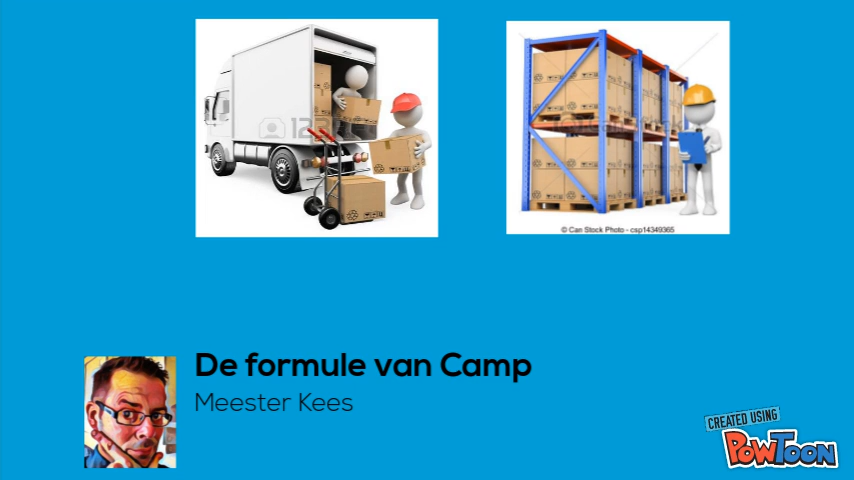 © Can Stock Photo - csp14349365
De formule van Camp
Meester Kees
CREATED USING
POWTOON